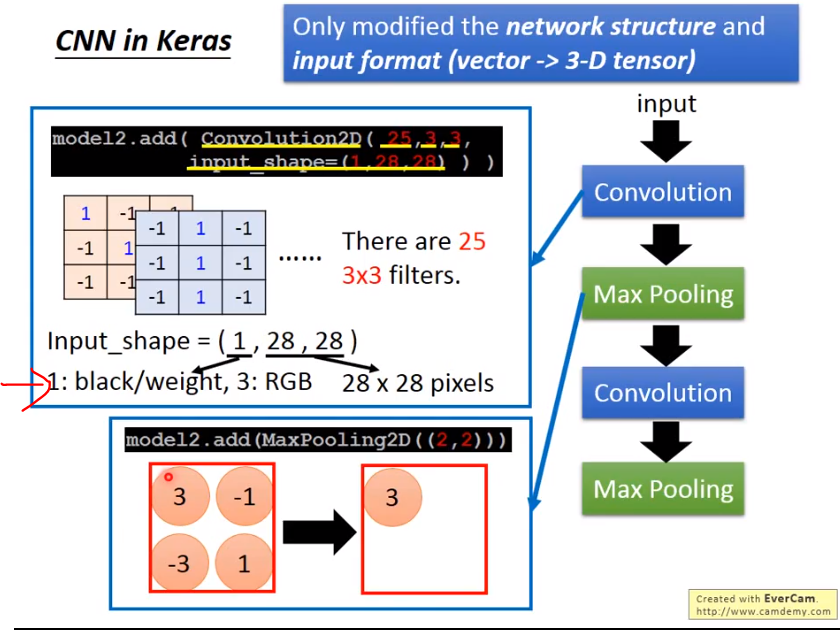 CNN in Keras
Only modified the network structure and
input format (vector -> 3-D tensor)
model2.add( Convolution2D( 25,3,3,
input_shape=(1,28,28) ) )
1 -1 -1
-1 1
-1 -1
-1 1 -1
-1 1 -1
-1 1 -1
......
There are 25
3x3 filters.
Input_shape = ( 1 , 28 , 28 )
1: black/weight, 3: RGB
28 x 28 pixels
model2.add(MaxPooling2D((2,2)))
3 -1
-3 1
3
input
Convolution
Max Pooling
Convolution
Max Pooling
Created with EverCam.
http://www.camdemy.com